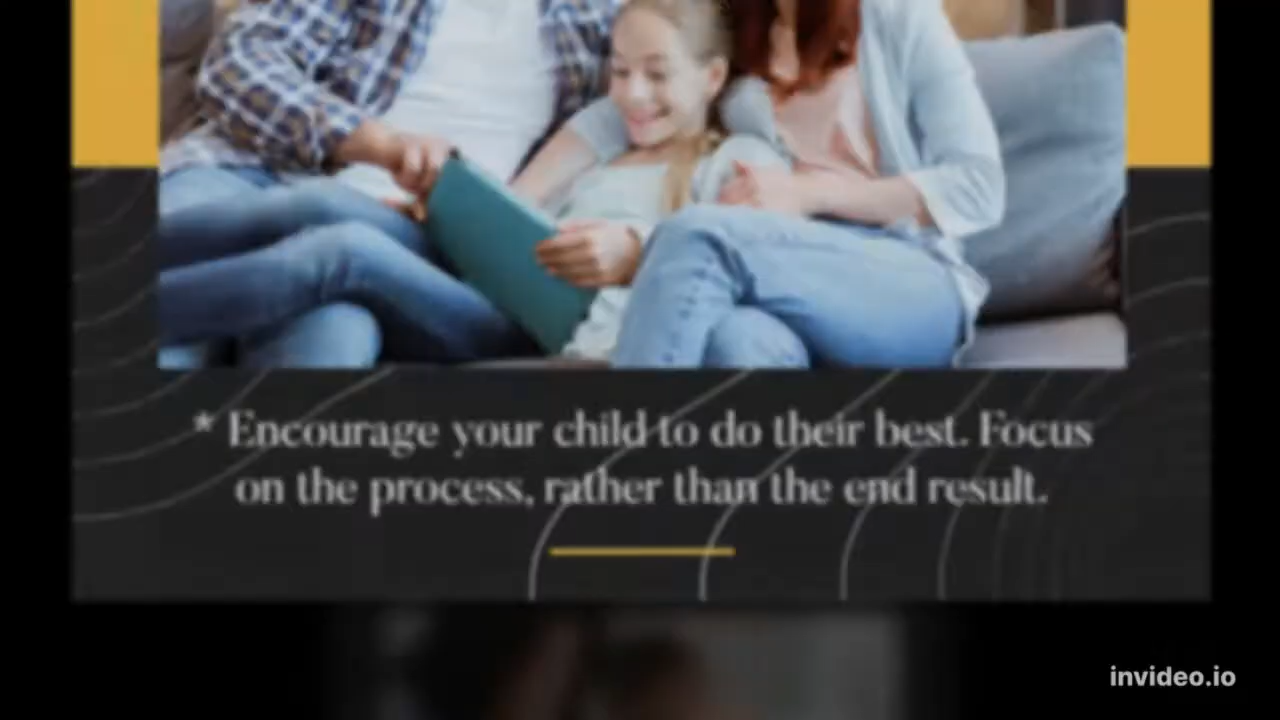 * Encourage your child to do their best. Focus
on the process, rather than the end result.
invideo.io